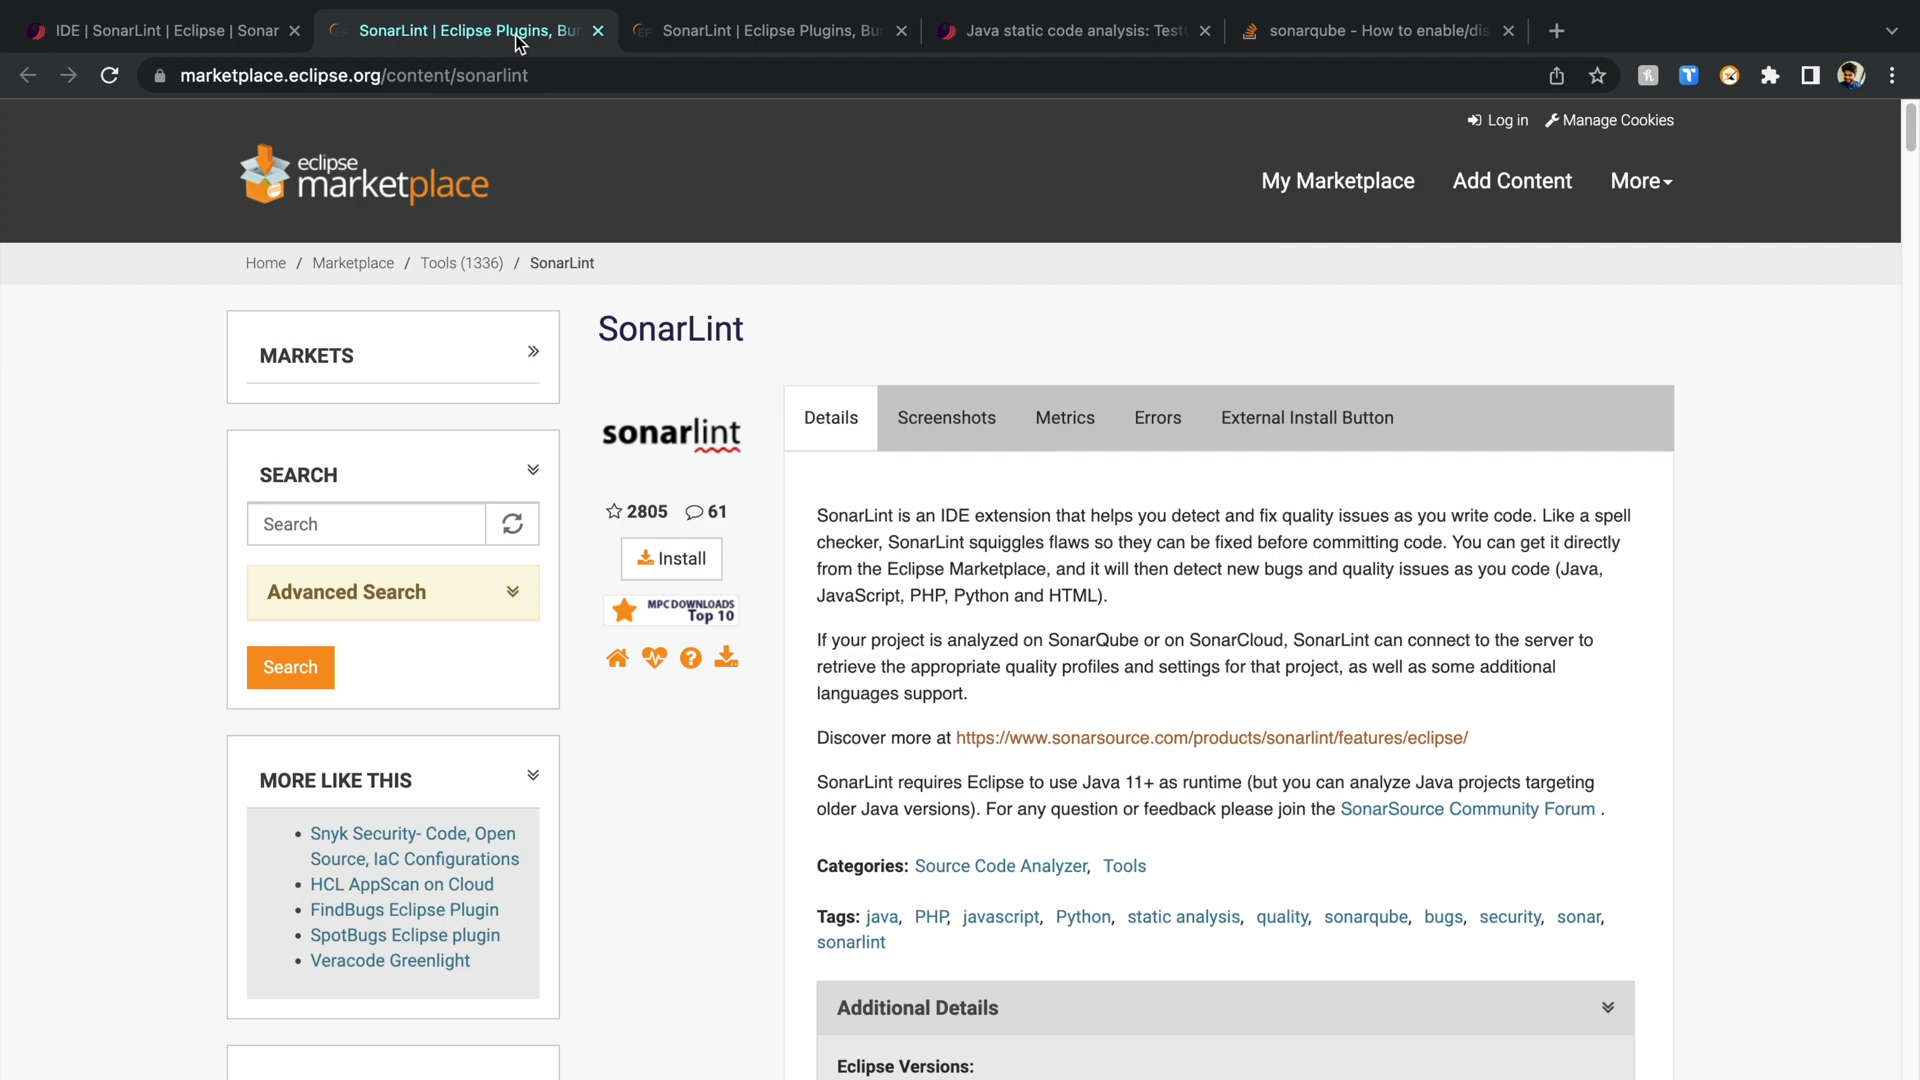 IDE | SonarLint | Eclipse | Sonar
SonarLint | Eclipse Plugins, Bun
SonarLint | Eclipse Plugins, Bun
Java static code analysis: Test
sonarqube - How to enable/dis
marketplace.eclipse.org/content/sonarlint
Log in
Manage Cookies
eclipse
marketplace
My Marketplace
Add Content
More
Home / Marketplace / Tools (1336) / SonarLint
MARKETS
SonarLint
sonarlint
Details
Screenshots
Metrics
Errors
External Install Button
SEARCH
Search
Advanced Search
Search
2805
61
Install
MPC DOWNLOADS
Top 10
SonarLint is an IDE extension that helps you detect and fix quality issues as you write code. Like a spell
checker, SonarLint squiggles flaws so they can be fixed before committing code. You can get it directly
from the Eclipse Marketplace, and it will then detect new bugs and quality issues as you code (Java,
JavaScript, PHP, Python and HTML).
If your project is analyzed on SonarQube or on SonarCloud, SonarLint can connect to the server to
retrieve the appropriate quality profiles and settings for that project, as well as some additional
languages support.
Discover more at https://www.sonarsource.com/products/sonarlint/features/eclipse/
SonarLint requires Eclipse to use Java 11+ as runtime (but you can analyze Java projects targeting
older Java versions). For any question or feedback please join the SonarSource Community Forum .
Categories: Source Code Analyzer, Tools
Tags: java, PHP, javascript, Python, static analysis, quality, sonarqube, bugs, security, sonar,
sonarlint
Additional Details
Eclipse Versions:
MORE LIKE THIS
Snyk Security- Code, Open
Source, IaC Configurations
HCL AppScan on Cloud
FindBugs Eclipse Plugin
SpotBugs Eclipse plugin
Veracode Greenlight